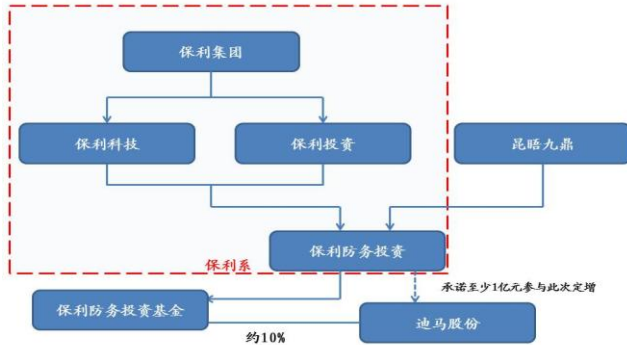 保利集团
保利科技
保利投资
昆晤九鼎
保利防务投资
保利系
承诺至少1亿元参与此次定增
保利防务投资基金
迪马股份
约10%